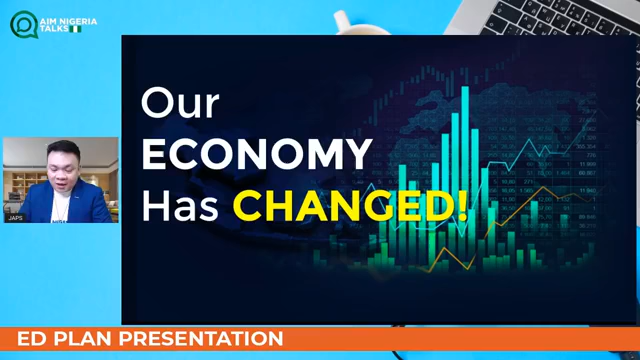 AIM NIGERIA
TALKS
Our
ECONOMY
Has CHANGED!
JAPS
ED PLAN PRESENTATION